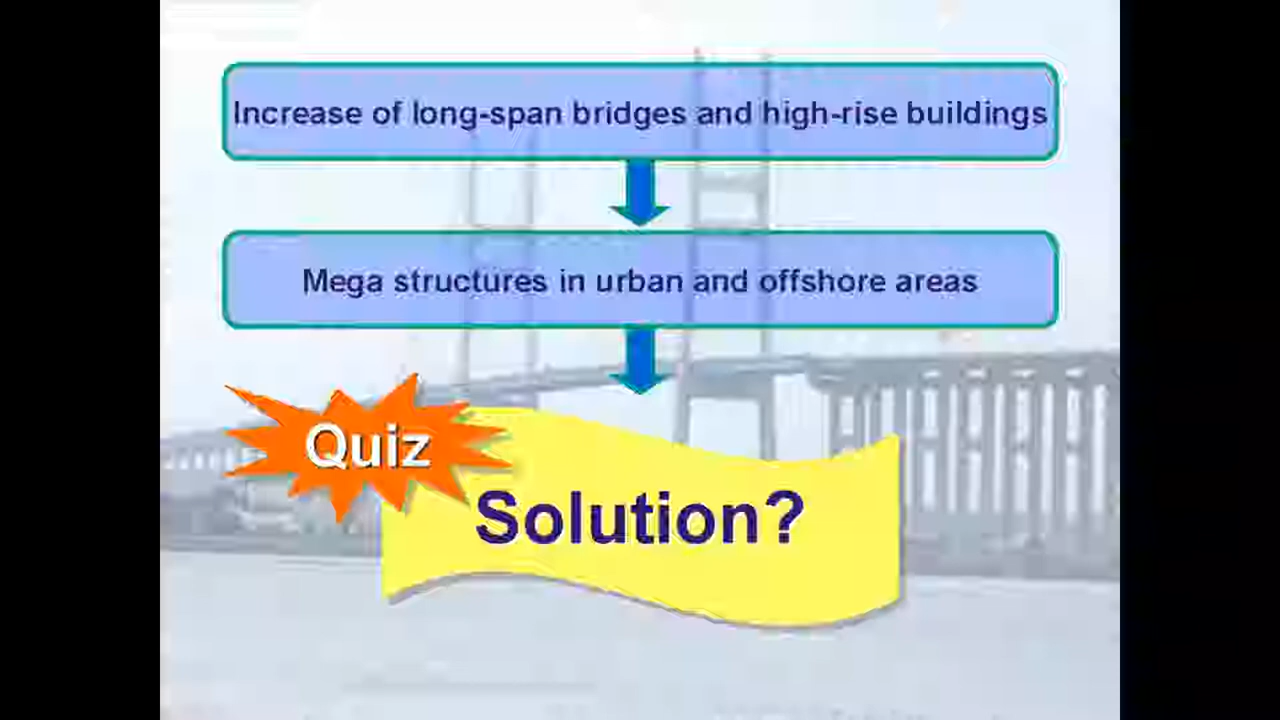 Increase of long-span bridges and high-rise buildings
Mega structures in urban and offshore areas
Quiz
Solution?